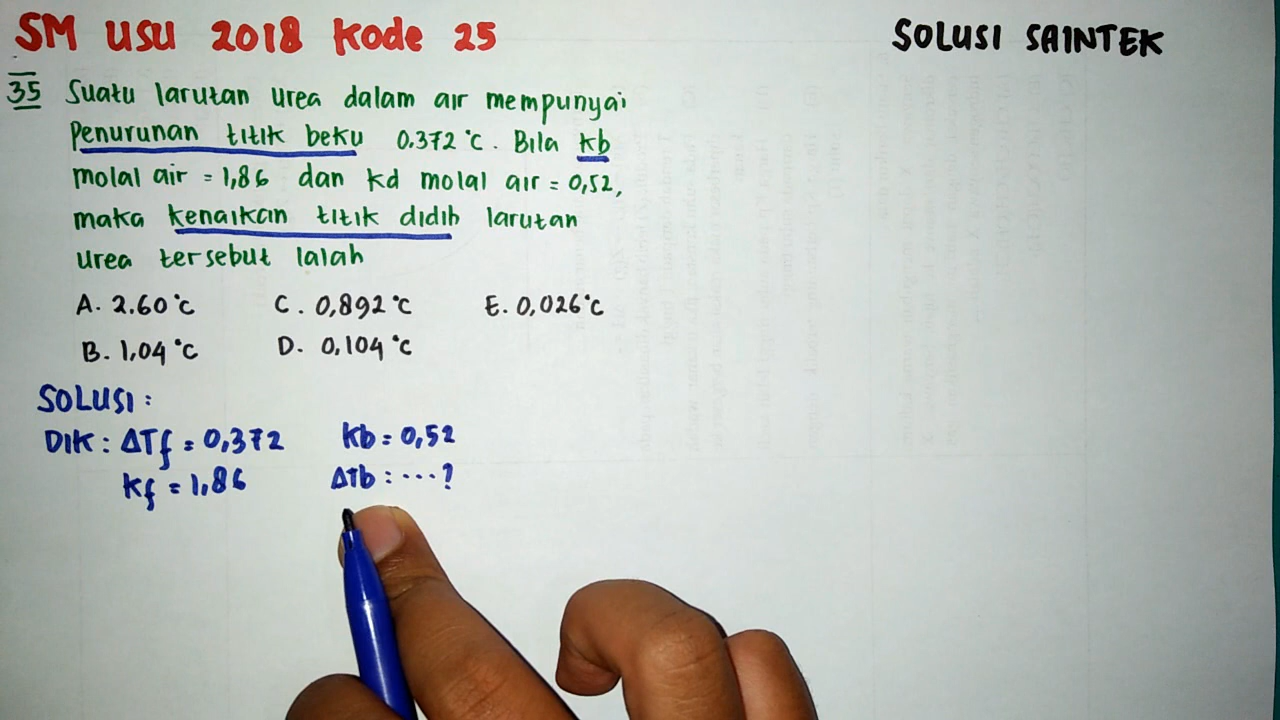 SM USU 2018 Kode 25
SOLUSI SAINTEK
35 Suatu larutan urea dalam air mempunyai
Penurunan titik beku 0.372 °C. Bila kb
molal air = 1,86 dan kd molal air = 0,52,
maka kenaikan titik didih larutan
urea tersebut ialah
A. 2.60 °C C. 0,892 °C E. 0,026 °C
B. 1,04 °C D. 0,104 °C
SOLUSI :
DIK : ΔTf = 0,372 kb = 0,52
kf = 1,86 ΔTb : ...?